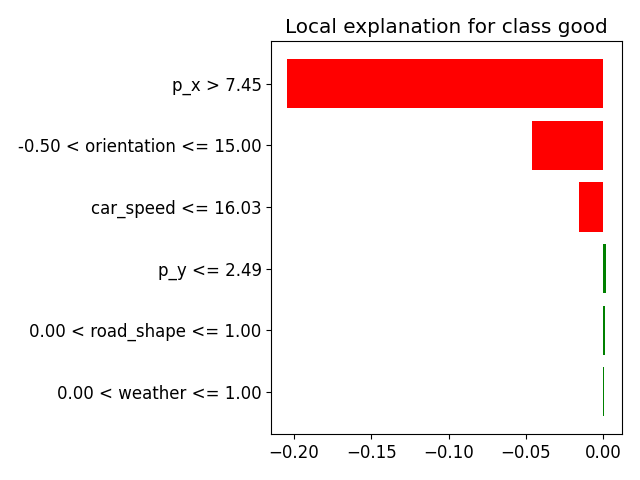 Local explanation for class good
p_x > 7.45
-0.50 < orientation <= 15.00
car_speed <= 16.03
p_y <= 2.49
0.00 < road_shape <= 1.00
0.00 < weather <= 1.00
−0.20 −0.15 −0.10 −0.05 0.00